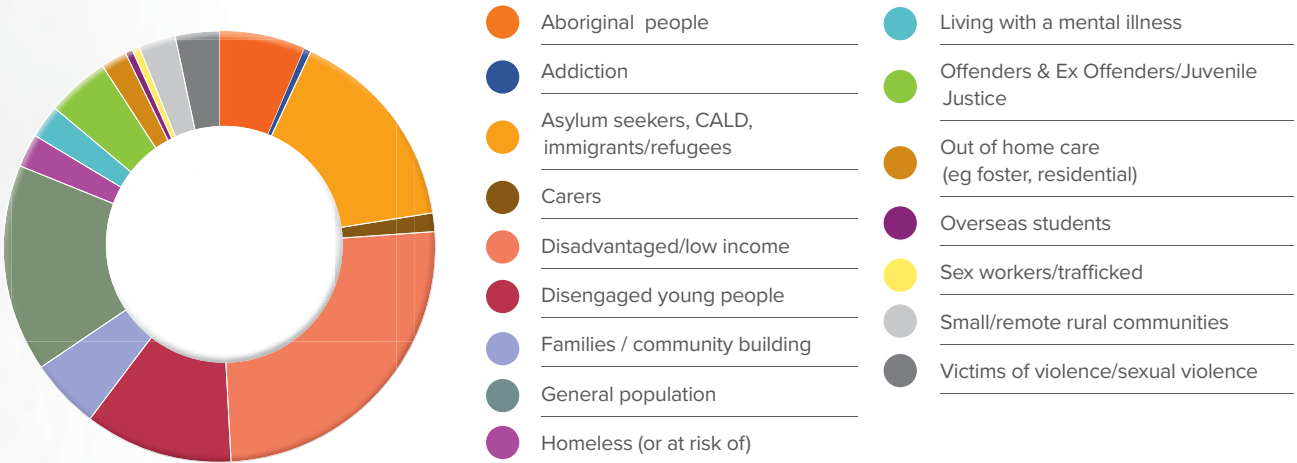 Aboriginal people
Addiction
Asylum seekers, CALD,
immigrants/refugees
Carers
Disadvantaged/low income
Disengaged young people
Families / community building
General population
Homeless (or at risk of)
Living with a mental illness
Offenders & Ex Offenders/Juvenile
Justice
Out of home care
(eg foster, residential)
Overseas students
Sex workers/trafficked
Small/remote rural communities
Victims of violence/sexual violence